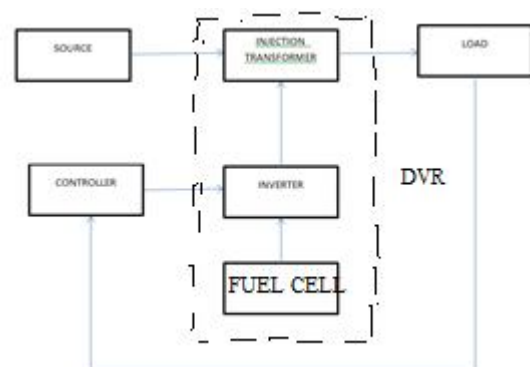 SOURCE
INJECTION
TRANSFORMER
LOAD
CONTROLLER
INVERTER
DVR
FUEL CELL